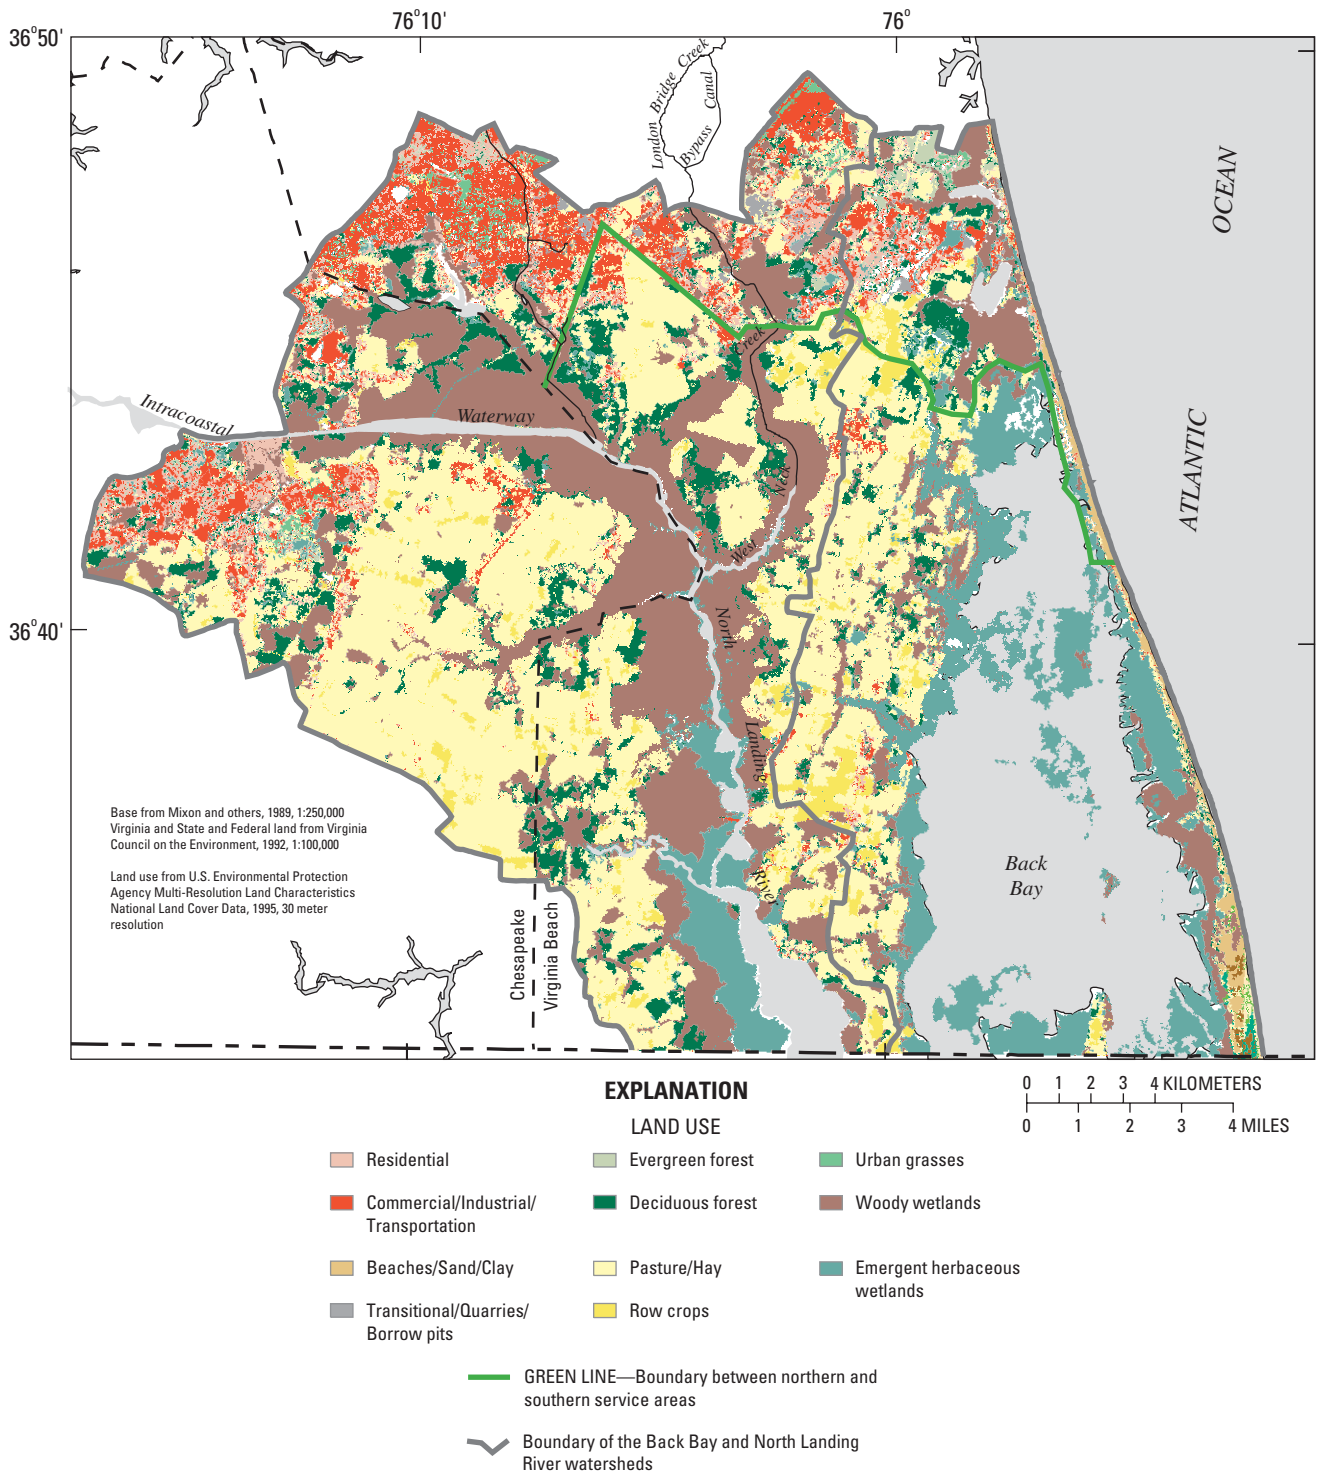 76°10'
76°
36°50'
London Bridge Creek
Bypass Canal
OCEAN
ATLANTIC
Creek
Intracoastal
Waterway
Neck
West
36°40'
North
Landing
River
Back
Bay
Base from Mixon and others, 1989, 1:250,000
Virginia and State and Federal land from Virginia
Council on the Environment, 1992, 1:100,000
Land use from U.S. Environmental Protection
Agency Multi-Resolution Land Characteristics
National Land Cover Data, 1995, 30 meter
resolution
Chesapeake
Virginia Beach
EXPLANATION
LAND USE
0 1 2 3 4 KILOMETERS
0 1 2 3 4 MILES
Residential
Commercial/Industrial/
Transportation
Beaches/Sand/Clay
Transitional/Quarries/
Borrow pits
Evergreen forest
Deciduous forest
Pasture/Hay
Row crops
Urban grasses
Woody wetlands
Emergent herbaceous
wetlands
GREEN LINE—Boundary between northern and
southern service areas
Boundary of the Back Bay and North Landing
River watersheds